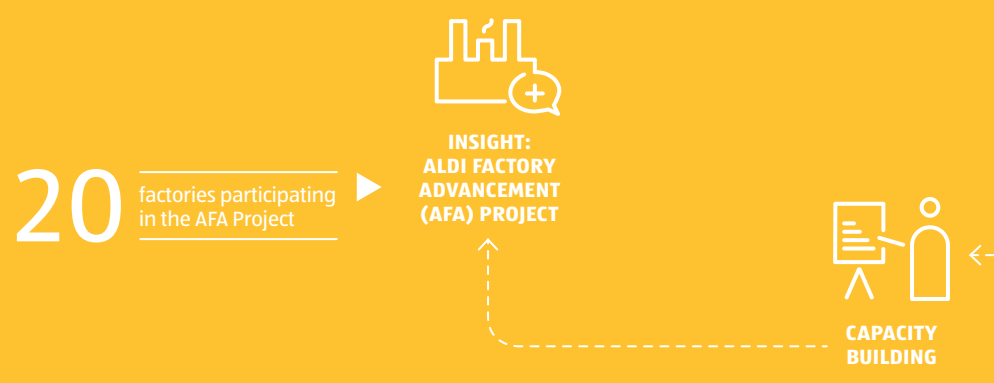 20
factories participating
in the AFA Project
INSIGHT:
ALDI FACTORY
ADVANCEMENT
(AFA) PROJECT
CAPACITY
BUILDING